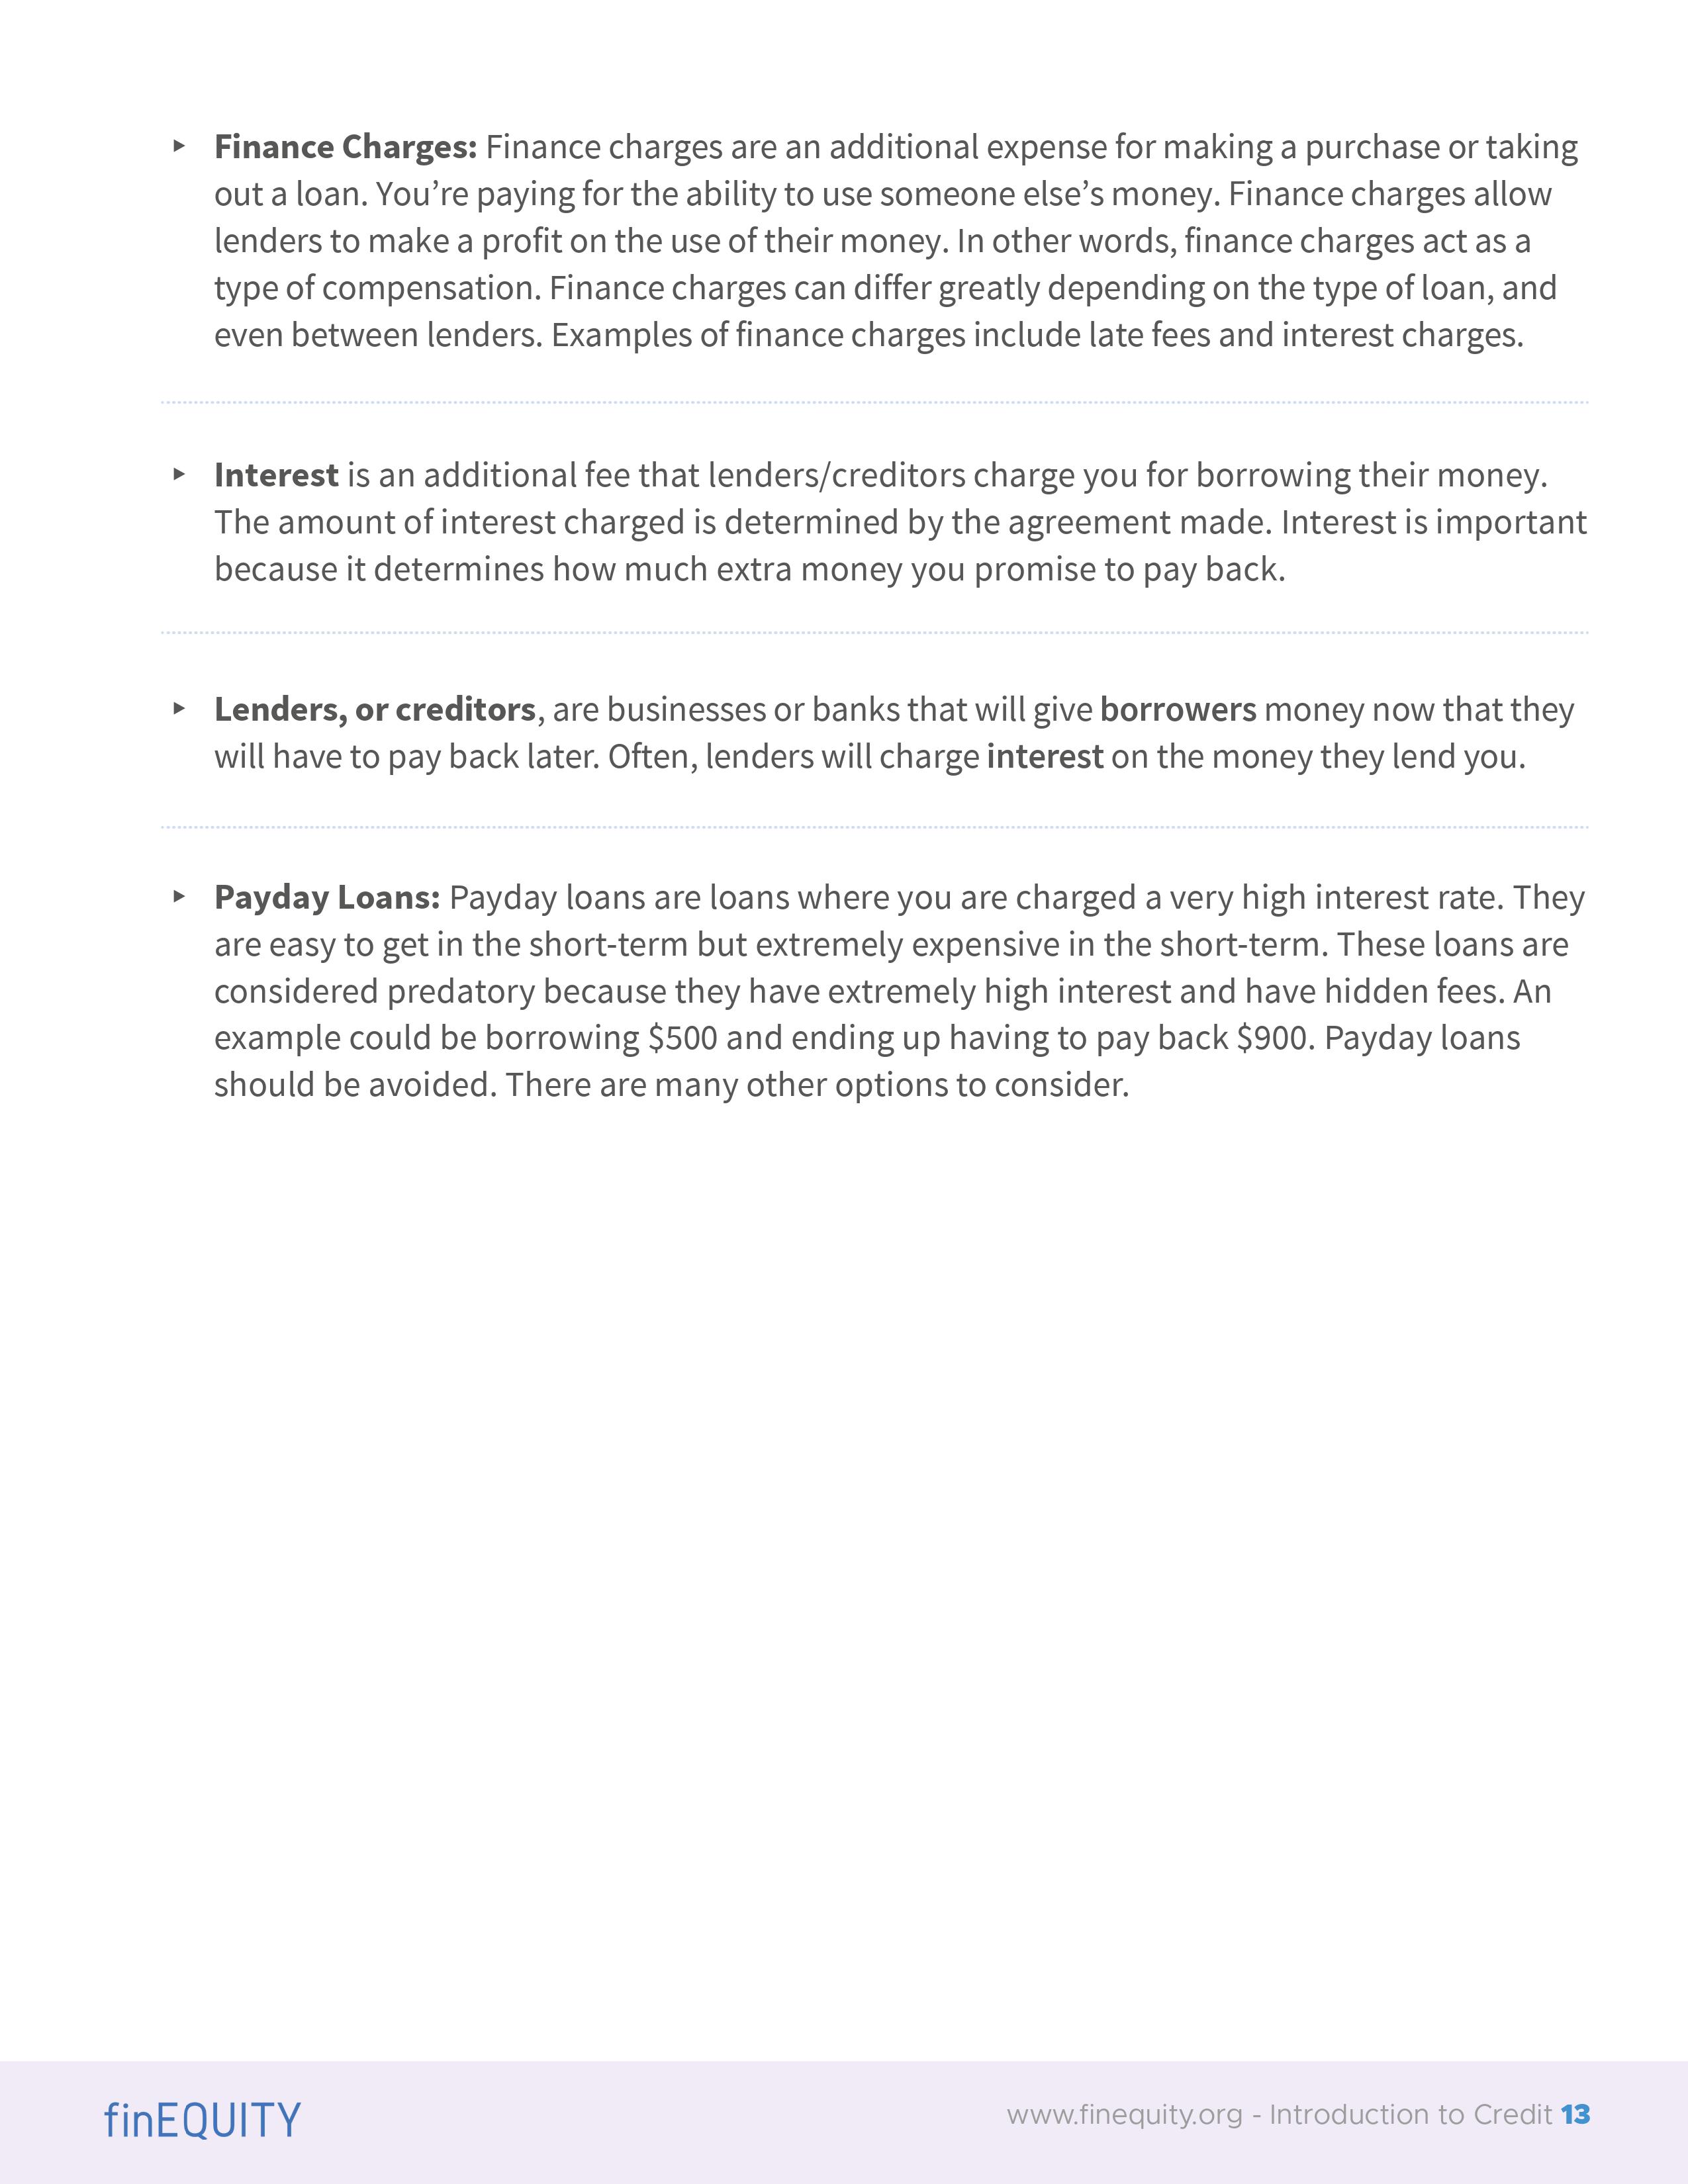 ▸ Finance Charges: Finance charges are an additional expense for making a purchase or taking
out a loan. You’re paying for the ability to use someone else’s money. Finance charges allow
lenders to make a profit on the use of their money. In other words, finance charges act as a
type of compensation. Finance charges can differ greatly depending on the type of loan, and
even between lenders. Examples of finance charges include late fees and interest charges.
▸ Interest is an additional fee that lenders/creditors charge you for borrowing their money.
The amount of interest charged is determined by the agreement made. Interest is important
because it determines how much extra money you promise to pay back.
▸ Lenders, or creditors, are businesses or banks that will give borrowers money now that they
will have to pay back later. Often, lenders will charge interest on the money they lend you.
▸ Payday Loans: Payday loans are loans where you are charged a very high interest rate. They
are easy to get in the short-term but extremely expensive in the short-term. These loans are
considered predatory because they have extremely high interest and have hidden fees. An
example could be borrowing $500 and ending up having to pay back $900. Payday loans
should be avoided. There are many other options to consider.
finEQUITY
www.finequity.org - Introduction to Credit 13